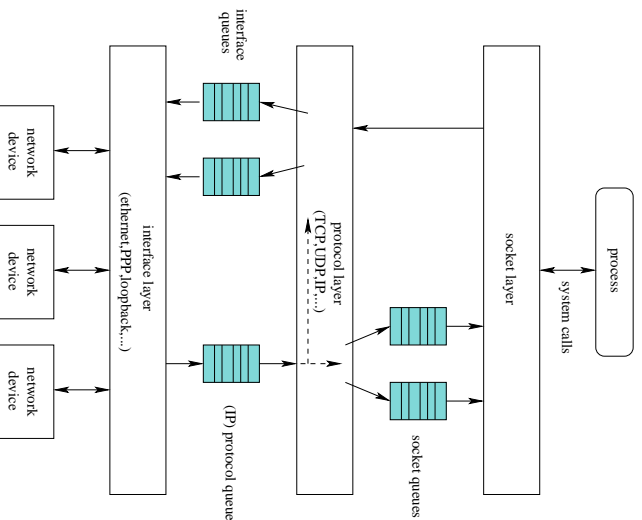 process
system calls
socket layer
socket queues
protocol layer
(TCP,UDP,IP,...)
interface
queues
(IP) protocol queue
interface layer
(ethernet,PPP,loopback,...)
network
device
network
device
network
device